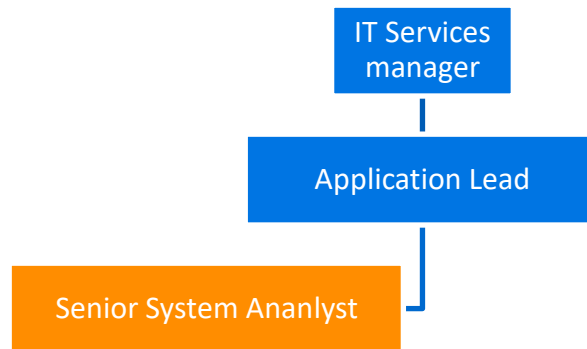 IT Services
manager
Application Lead
Senior System Ananlyst